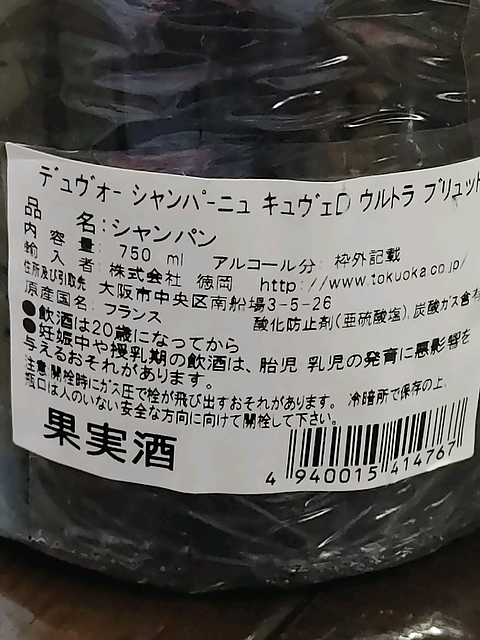 デュヴォー シャンパーニュ キュヴェD ウルトラ ブリュット
品名:シャンパン
内容量: 750 ml アルコール分: 枠外記載
輸入者: 株式会社 徳岡 http://www.tokuoka.co.jp/
住所及び引取先 大阪市中央区南船場3-5-26
原産国名: フランス 酸化防止剤(亜硫酸塩)、炭酸ガス含有
●飲酒は20歳になってから
●妊娠中や授乳期の飲酒は、胎児 乳児の発育に悪影響を
与えるおそれがあります。
注意 開栓時にガス圧で栓が飛び出すおそれがあります。 冷暗所で保存の上、
瓶口は人のいない安全な方向に向けて開栓して下さい。
果実酒
4 940015 414767